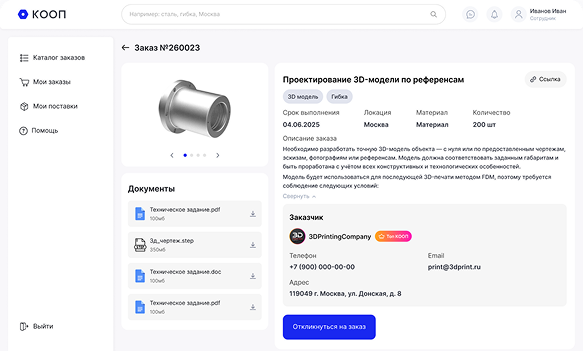 КООП
Например: сталь, гибка, Москва
Иванов Иван
Сотрудник
Каталог заказов
Мои заказы
Мои поставки
Помощь
Выйти
Заказ №260023
Документы
Техническое задание.pdf
100мб
3д_чертеж.step
350мб
Техническое задание.doc
100мб
Техническое задание.pdf
100мб
Проектирование 3D-модели по референсам
Ссылка
3D модель Гибка
Срок выполнения Локация Материал Количество
04.06.2025 Москва Материал 200 шт
Описание заказа
Необходимо разработать точную 3D-модель объекта — с нуля или по предоставленным чертежам,
эскизам, фотографиям или референсам. Модель должна соответствовать заданным габаритам и
быть проработана с учётом всех конструктивных и технологических особенностей.
Модель будет использоваться для последующей 3D-печати методом FDM, поэтому требуется
соблюдение следующих условий:
Свернуть
Заказчик
3D
3DPrintingCompany Топ КООП
Телефон Email
+7 (900) 000-00-00 print@3dprint.ru
Адрес
119049 г. Москва, ул. Донская, д. 8
Откликнуться на заказ